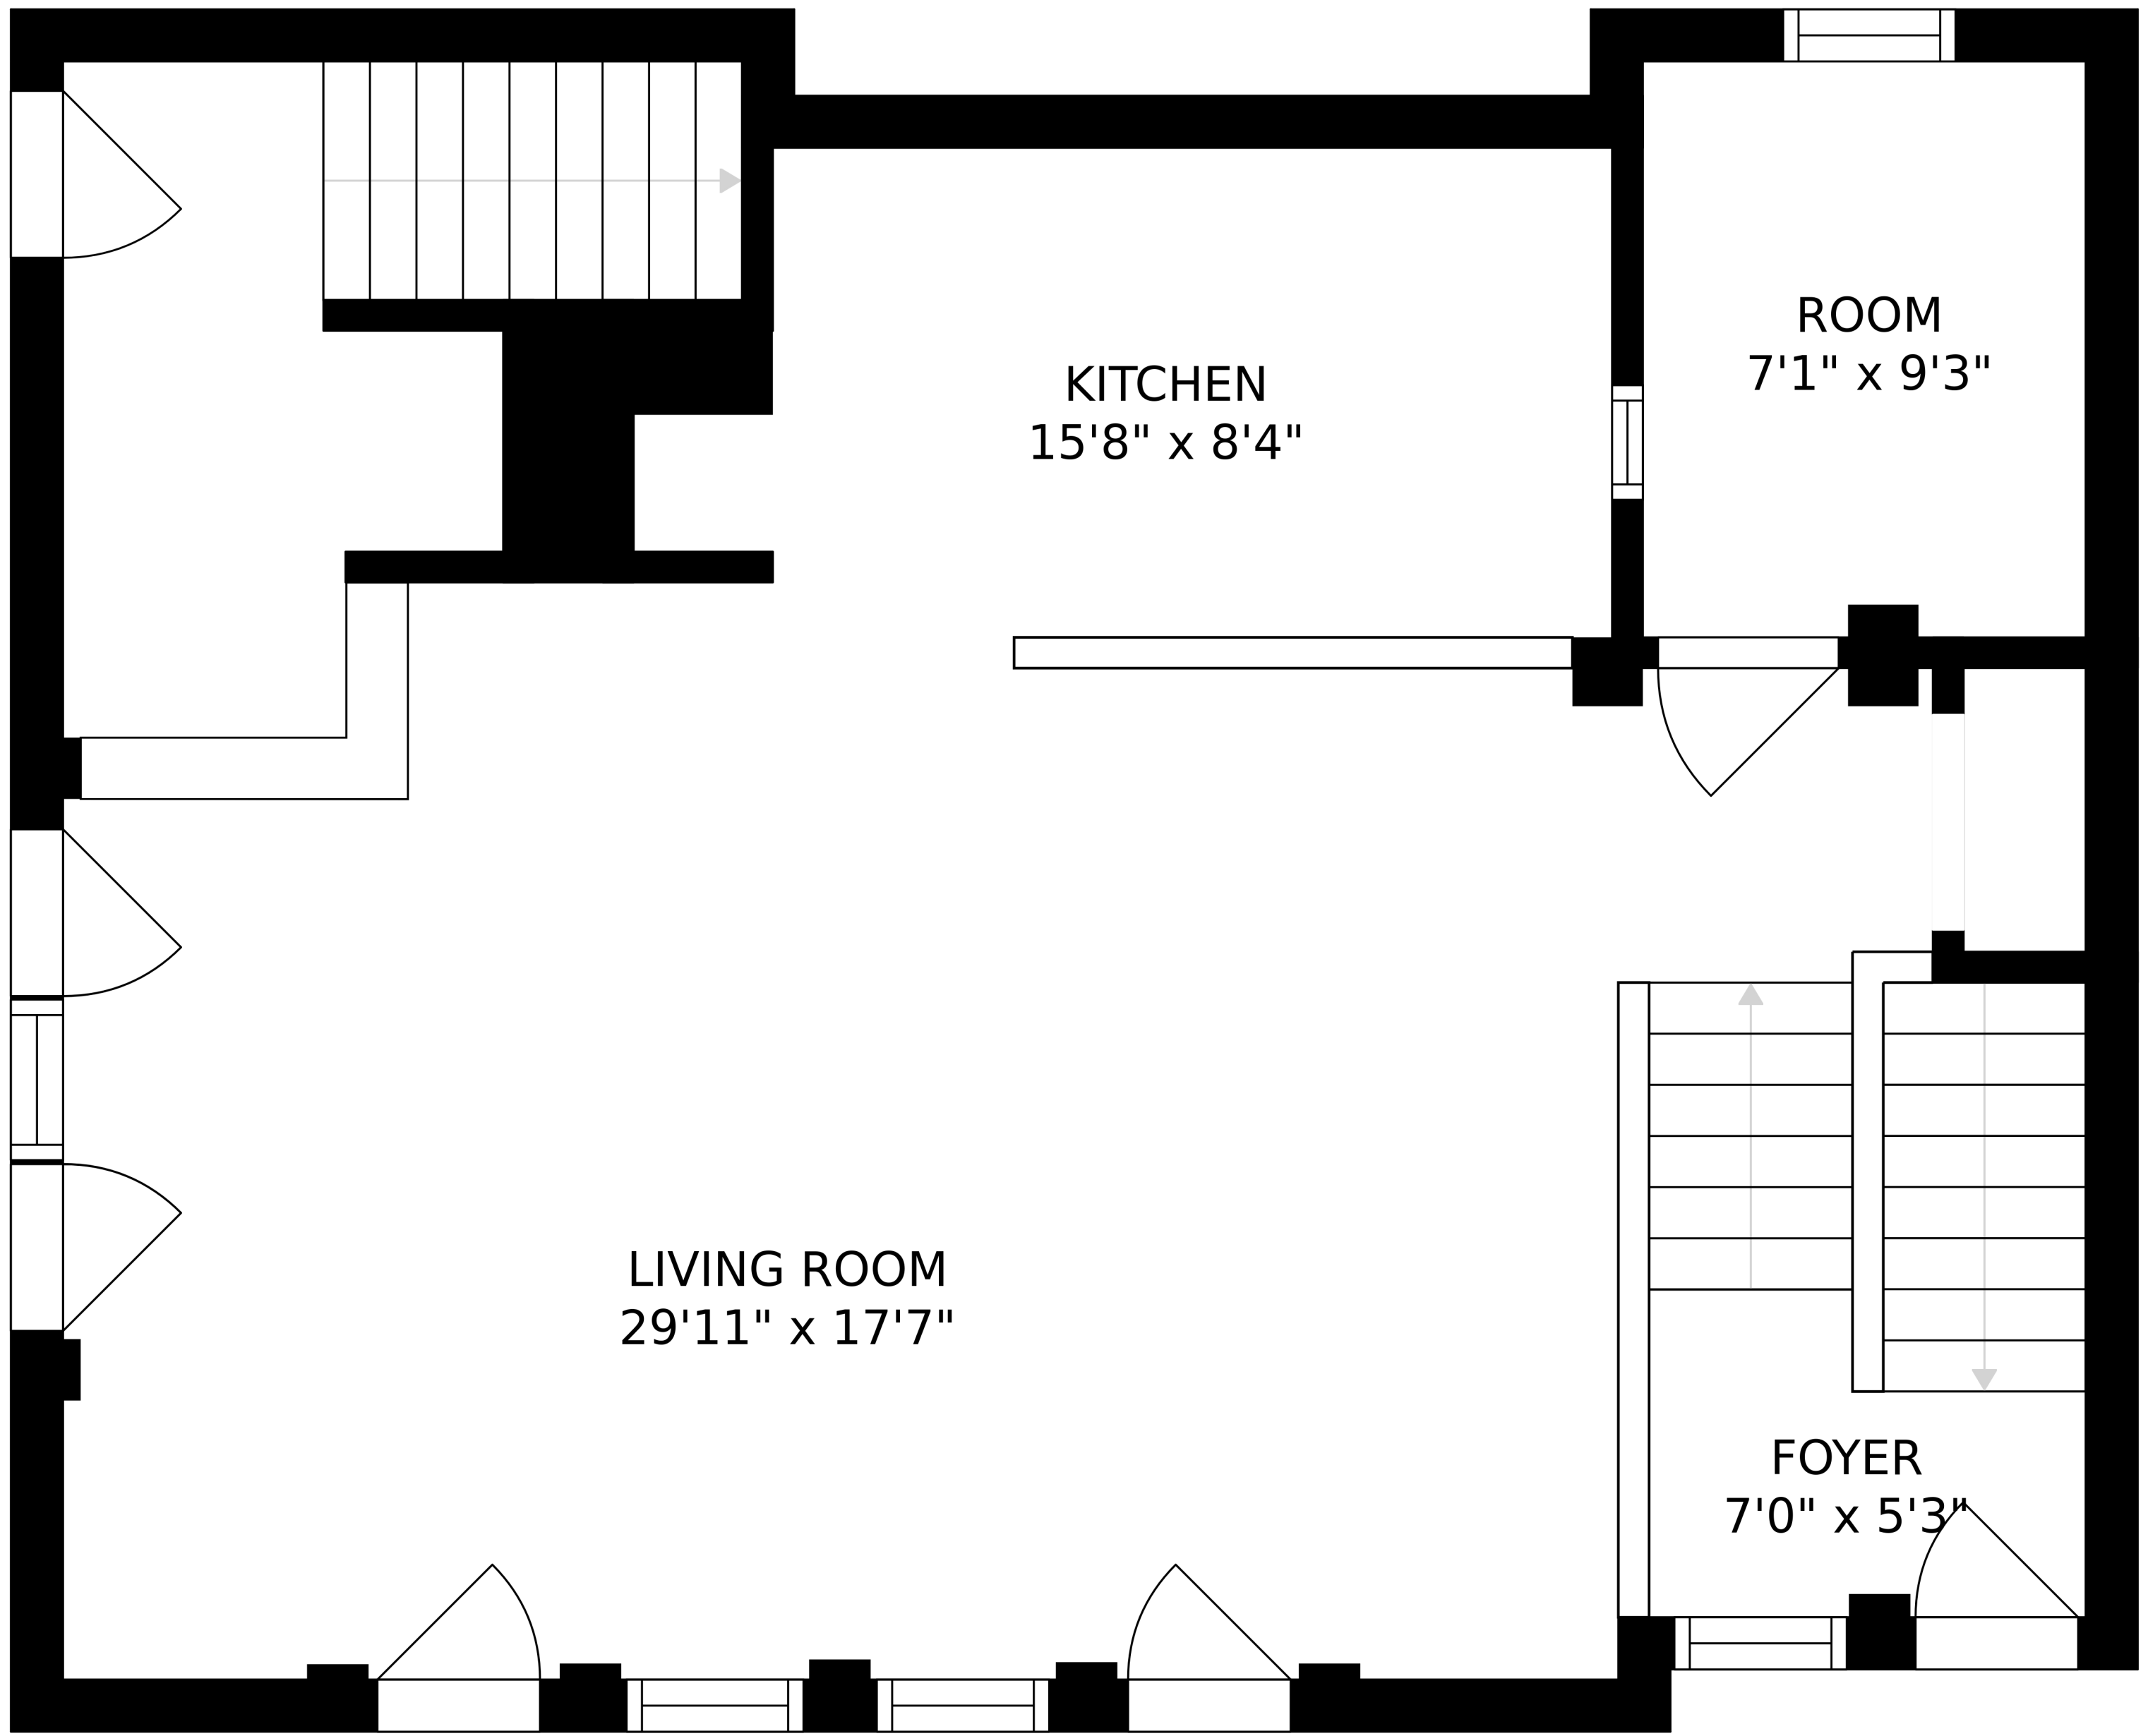 ROOM
7'1" x 9'3"
KITCHEN
15'8" x 8'4"
LIVING ROOM
29'11" x 17'7"
FOYER
7'0" x 5'3"